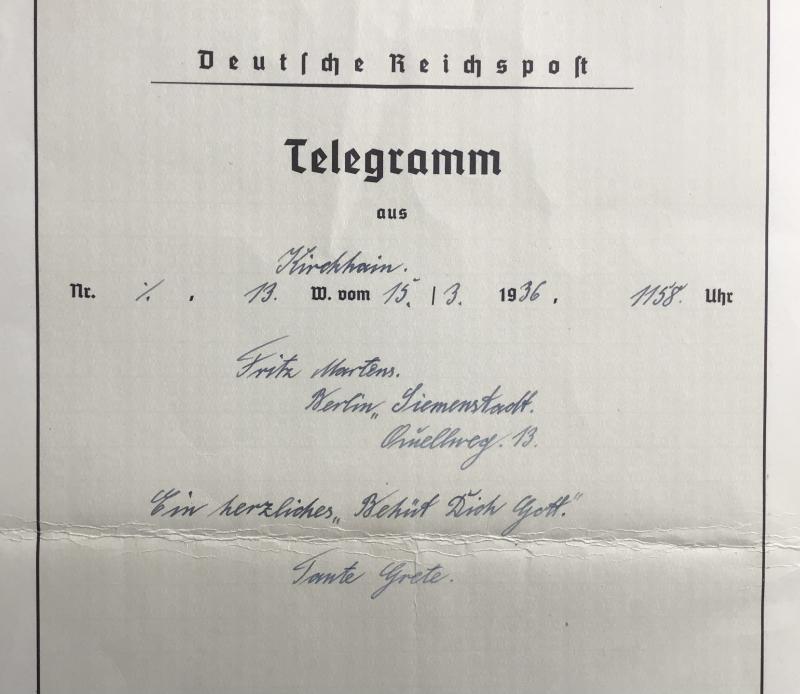 Deutsche Reichspost
Telegramm
aus
Kirchhain.
Nr. ⁒. , 13. W. vom 15. | 3. 1936, 1158. Uhr
Fritz Martens.
Berlin„ Siemenstadt.
Quellweg. 13.
Ein herzliches„ Behüt Dich Gott."
Tante Grete.